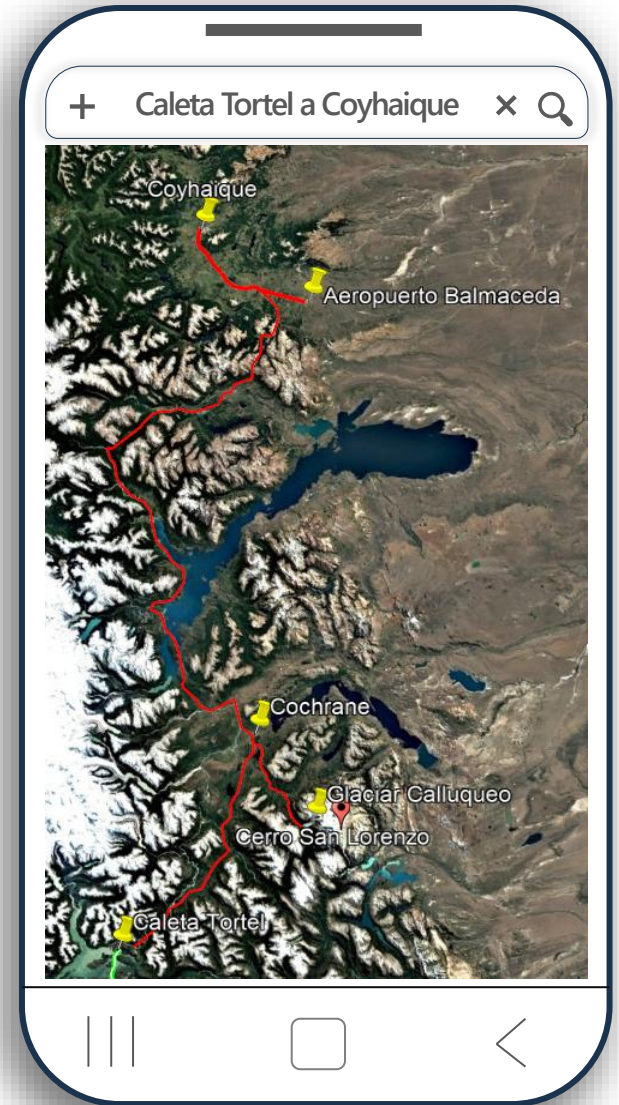 Caleta Tortel a Coyhaique
Coyhaique
Aeropuerto Balmaceda
Cochrane
Glaciar Calluqueo
Cerro San Lorenzo
Caleta Tortel